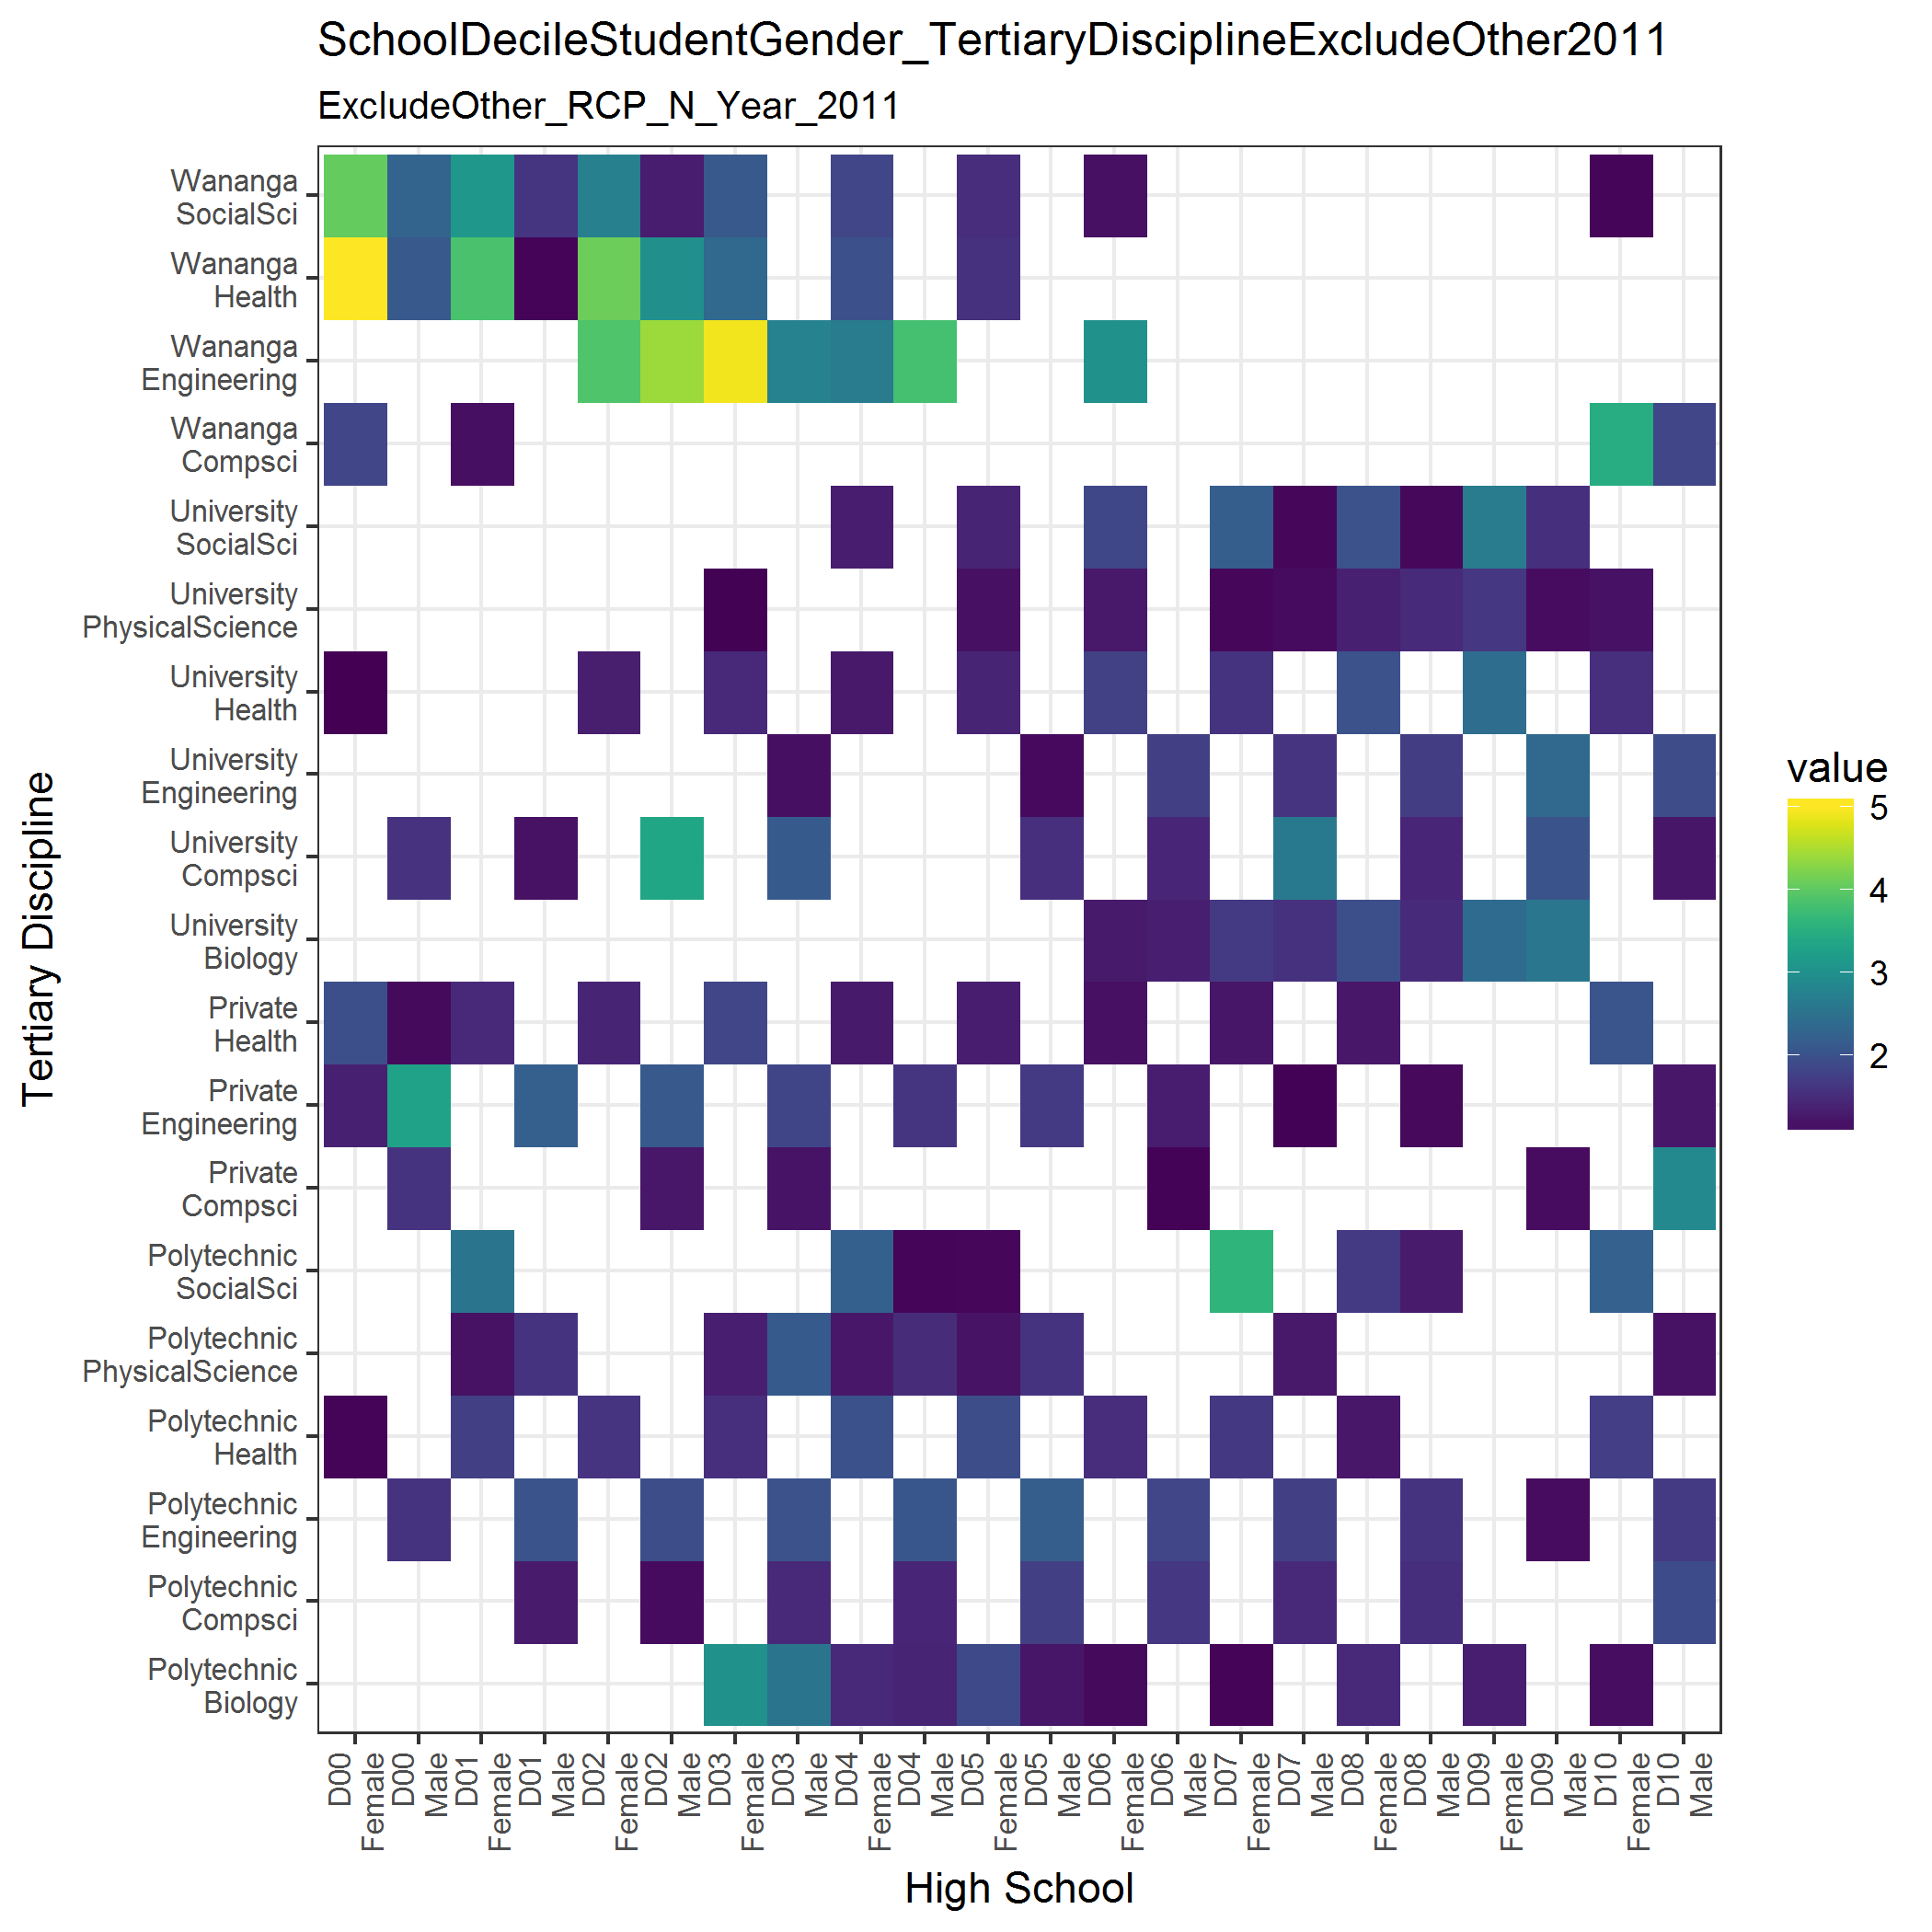 SchoolDecileStudentGender_TertiaryDisciplineExcludeOther2011
ExcludeOther_RCP_N_Year_2011
Tertiary Discipline
Wananga
SocialSci
Wananga
Health
Wananga
Engineering
Wananga
Compsci
University
SocialSci
University
PhysicalScience
University
Health
University
Engineering
University
Compsci
University
Biology
Private
Health
Private
Engineering
Private
Compsci
Polytechnic
SocialSci
Polytechnic
PhysicalScience
Polytechnic
Health
Polytechnic
Engineering
Polytechnic
Compsci
Polytechnic
Biology
D00
Female
D00
Male
D01
Female
D01
Male
D02
Female
D02
Male
D03
Female
D03
Male
D04
Female
D04
Male
D05
Female
D05
Male
D06
Female
D06
Male
D07
Female
D07
Male
D08
Female
D08
Male
D09
Female
D09
Male
D10
Female
D10
Male
High School
value
5
4
3
2